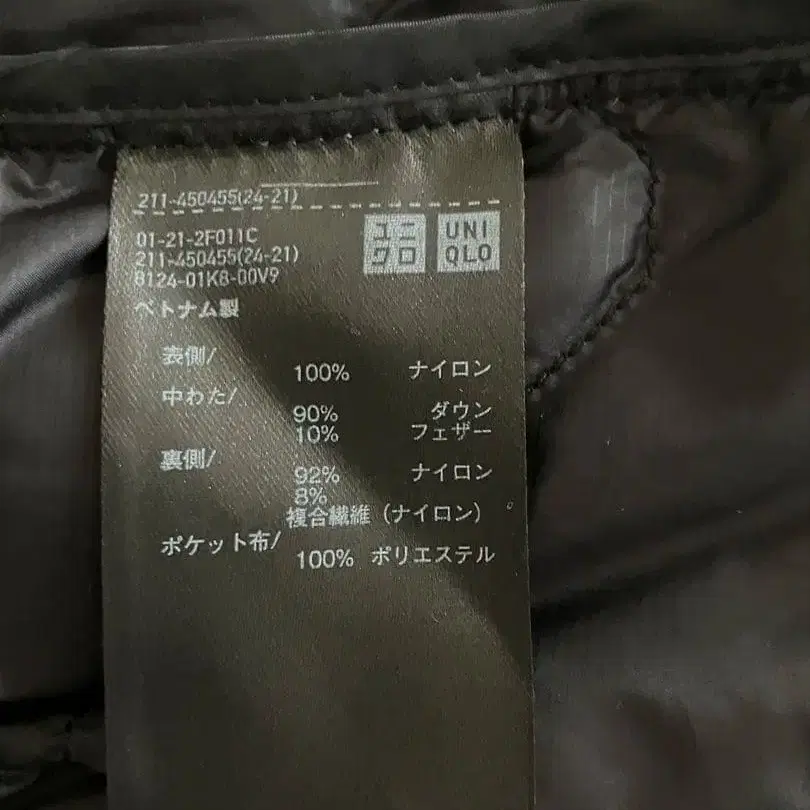 211-450455(24-21)
ユニ
クロ
UNI
QLO
01-21-2F011C
211-450455(24-21)
8124-01K8-00V9
ベトナム製
表側/
100% ナイロン
中わた/
90% ダウン
10% フェザー
裏側/
92% ナイロン
8%
複合繊維（ナイロン）
ポケット布/
100% ポリエステル